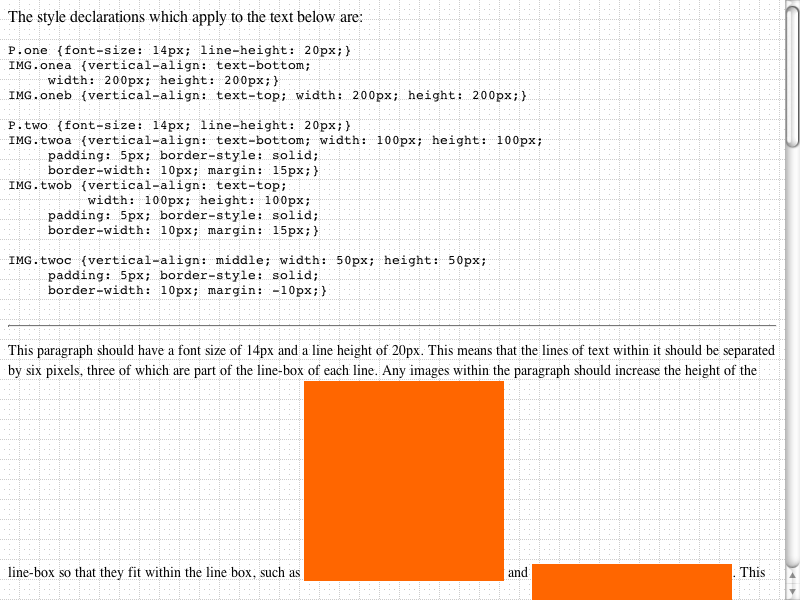 The style declarations which apply to the text below are:
P.one {font-size: 14px; line-height: 20px;}
IMG.onea {vertical-align: text-bottom;
width: 200px; height: 200px;}
IMG.oneb {vertical-align: text-top; width: 200px; height: 200px;}
P.two {font-size: 14px; line-height: 20px;}
IMG.twoa {vertical-align: text-bottom; width: 100px; height: 100px;
padding: 5px; border-style: solid;
border-width: 10px; margin: 15px;}
IMG.twob {vertical-align: text-top;
width: 100px; height: 100px;
padding: 5px; border-style: solid;
border-width: 10px; margin: 15px;}
IMG.twoc {vertical-align: middle; width: 50px; height: 50px;
padding: 5px; border-style: solid;
border-width: 10px; margin: -10px;}
This paragraph should have a font size of 14px and a line height of 20px. This means that the lines of text within it should be separated
by six pixels, three of which are part of the line-box of each line. Any images within the paragraph should increase the height of the
line-box so that they fit within the line box, such as and . This